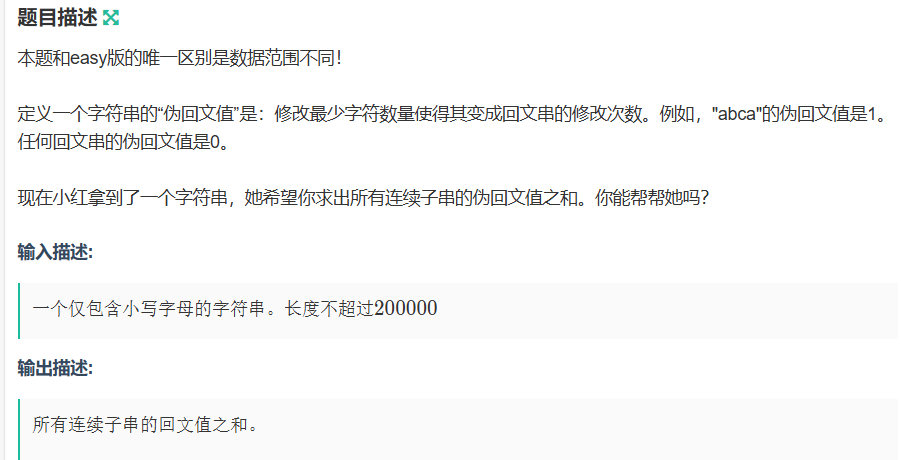 题目描述
本题和easy版的唯一区别是数据范围不同！
定义一个字符串的“伪回文值”是：修改最少字符数量使得其变成回文串的修改次数。例如，"abca"的伪回文值是1。
任何回文串的伪回文值是0。
现在小红拿到了一个字符串，她希望你求出所有连续子串的伪回文值之和。你能帮帮她吗？
输入描述:
一个仅包含小写字母的字符串。长度不超过200000
输出描述:
所有连续子串的回文值之和。